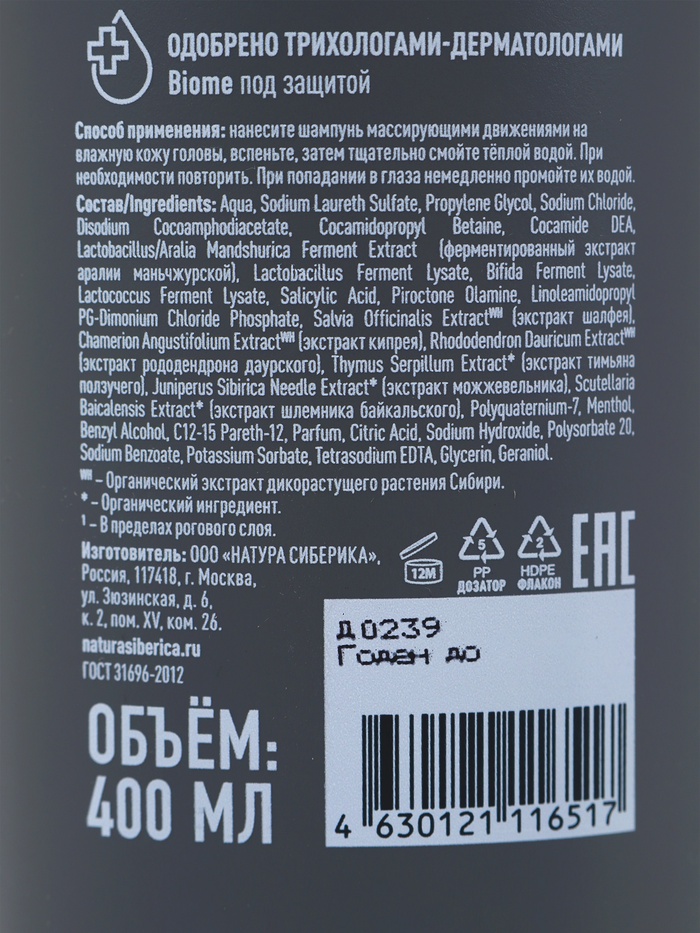 ОДОБРЕНО ТРИХОЛОГАМИ-ДЕРМАТОЛОГАМИ
Biome под защитой
Способ применения: нанесите шампунь массирующими движениями на
влажную кожу головы, вспеньте, затем тщательно смойте тёплой водой. При
необходимости повторить. При попадании в глаза немедленно промойте их водой.
Состав/Ingredients: Aqua, Sodium Laureth Sulfate, Propylene Glycol, Sodium Chloride,
Disodium Cocoamphodiacetate, Cocamidopropyl Betaine, Cocamide DEA,
Lactobacillus/Aralia Mandshurica Ferment Extract (ферментированный экстракт
аралии маньчжурской), Lactobacillus Ferment Lysate, Bifida Ferment Lysate,
Lactococcus Ferment Lysate, Salicylic Acid, Piroctone Olamine, Linoleamidopropyl
PG-Dimonium Chloride Phosphate, Salvia Officinalis Extractᵂᴴ (экстракт шалфея),
Chamerion Angustifolium Extractᵂᴴ (экстракт кипрея), Rhododendron Dauricum Extractᵂᴴ
(экстракт рододендрона даурского), Thymus Serpillum Extract* (экстракт тимьяна
ползучего), Juniperus Sibirica Needle Extract* (экстракт можжевельника), Scutellaria
Baicalensis Extract* (экстракт шлемника байкальского), Polyquaternium-7, Menthol,
Benzyl Alcohol, C12-15 Pareth-12, Parfum, Citric Acid, Sodium Hydroxide, Polysorbate 20,
Sodium Benzoate, Potassium Sorbate, Tetrasodium EDTA, Glycerin, Geraniol.
ᵂᴴ – Органический экстракт дикорастущего растения Сибири.
* – Органический ингредиент.
¹ – В пределах рогового слоя.
Изготовитель: ООО «НАТУРА СИБЕРИКА»,
Россия, 117418, г. Москва,
ул. Зюзинская, д. 6,
к. 2, пом. XV, ком. 26.
naturasiberica.ru
ГОСТ 31696-2012
12M
5
PP
ДОЗАТОР
2
HDPE
ФЛАКОН
EAC
ОБЪЁМ:
400 МЛ
Д0239
Годен до
4 630121 116517